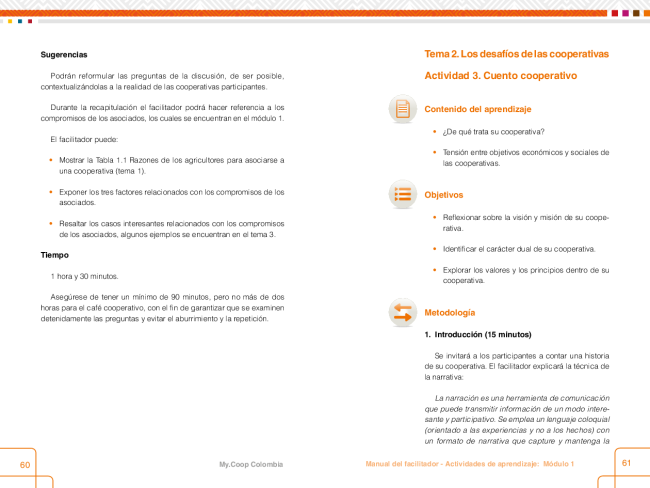 Sugerencias
Podrán reformular las preguntas de la discusión, de ser posible,
contextualizándolas a la realidad de las cooperativas participantes.
Durante la recapitulación el facilitador podrá hacer referencia a los
compromisos de los asociados, los cuales se encuentran en el módulo 1.
El facilitador puede:
• Mostrar la Tabla 1.1 Razones de los agricultores para asociarse a
una cooperativa (tema 1).
• Exponer los tres factores relacionados con los compromisos de los
asociados.
• Resaltar los casos interesantes relacionados con los compromisos
de los asociados, algunos ejemplos se encuentran en el tema 3.
Tiempo
1 hora y 30 minutos.
Asegúrese de tener un mínimo de 90 minutos, pero no más de dos
horas para el café cooperativo, con el fin de garantizar que se examinen
detenidamente las preguntas y evitar el aburrimiento y la repetición.
60
My.Coop Colombia
Tema 2. Los desafíos de las cooperativas
Actividad 3. Cuento cooperativo
Contenido del aprendizaje
• ¿De qué trata su cooperativa?
• Tensión entre objetivos económicos y sociales de
las cooperativas.
Objetivos
• Reflexionar sobre la visión y misión de su coope-
rativa.
• Identificar el carácter dual de su cooperativa.
• Explorar los valores y los principios dentro de su
cooperativa.
Metodología
1. Introducción (15 minutos)
Se invitará a los participantes a contar una historia
de su cooperativa. El facilitador explicará la técnica de
la narrativa:
La narración es una herramienta de comunicación
que puede transmitir información de un modo intere-
sante y participativo. Se emplea un lenguaje coloquial
(orientado a las experiencias y no a los hechos) con
un formato de narrativa que capture y mantenga la
Manual del facilitador - Actividades de aprendizaje: Módulo 1
61